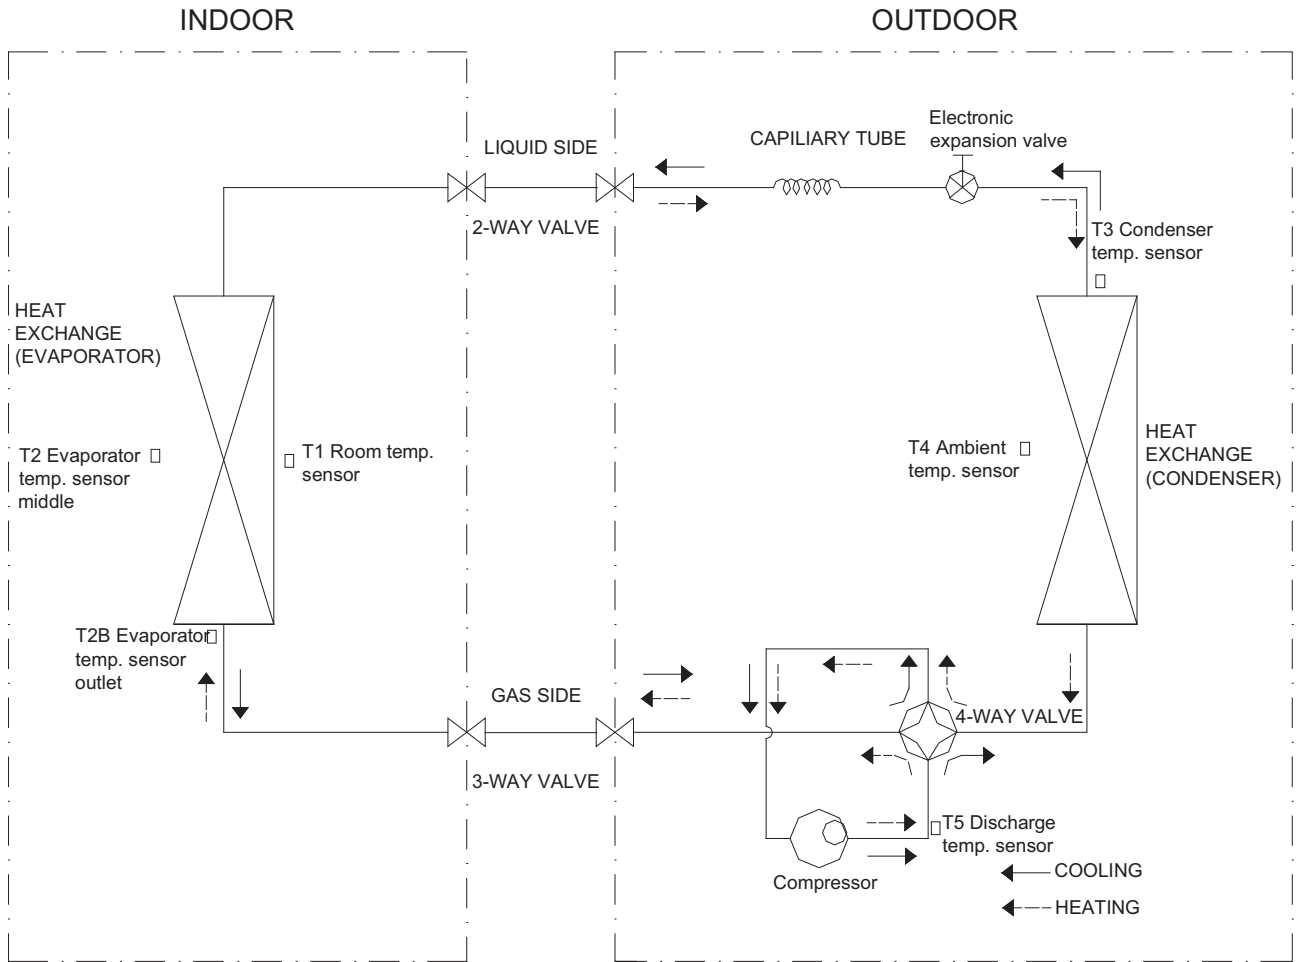 INDOOR
OUTDOOR
LIQUID SIDE
2-WAY VALVE
CAPILIARY TUBE
Electronic
expansion valve
T3 Condenser
temp. sensor
HEAT
EXCHANGE
(EVAPORATOR)
T2 Evaporator
temp. sensor
middle
T1 Room temp.
sensor
T4 Ambient
temp. sensor
HEAT
EXCHANGE
(CONDENSER)
T2B Evaporator
temp. sensor
outlet
GAS SIDE
3-WAY VALVE
4-WAY VALVE
T5 Discharge
temp. sensor
Compressor
COOLING
HEATING